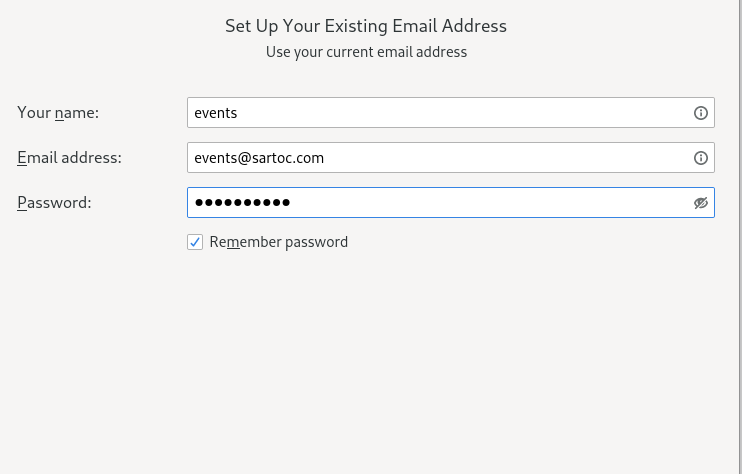 Set Up Your Existing Email Address
Use your current email address
Your name:
events
Email address:
events@sartoc.com
Password:
●●●●●●●●●●
Remember password